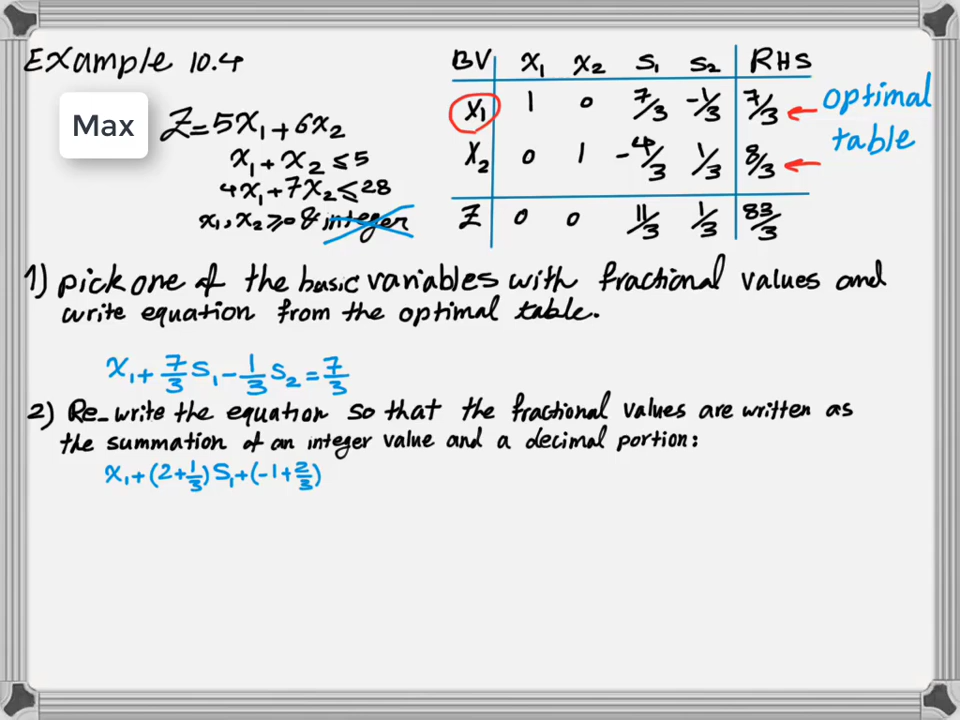 Example 10.4
Max Z=5x₁+6x₂
x₁+x₂≤5
4x₁+7x₂≤28
x₁,x₂≥0 & integer
BV x₁ x₂ s₁ s₂ RHS
x₁ 1 0 7/3 -1/3 7/3
x₂ 0 1 -4/3 1/3 8/3
Z 0 0 11/3 1/3 83/3
optimal
table
1) pick one of the basic variables with fractional values and
write equation from the optimal table.
x₁+7/3 s₁-1/3 s₂=7/3
2) Re-write the equation so that the fractional values are written as
the summation of an integer value and a decimal portion:
x₁+(2+1/3)s₁+(-1+2/3)